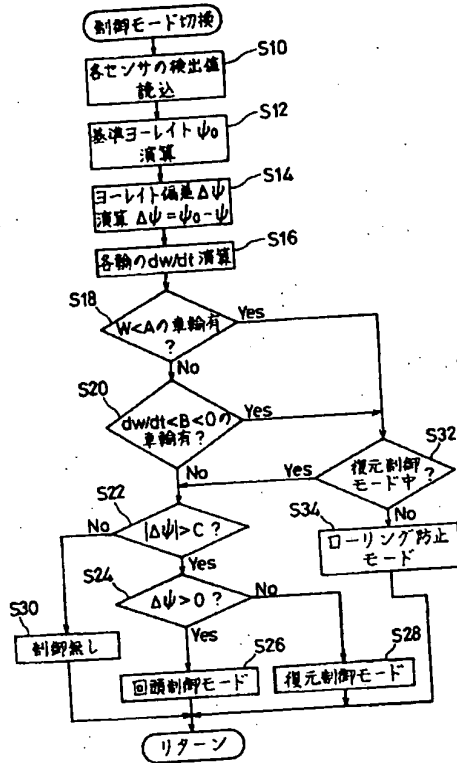 制御モード切換
S10
各センサの検出値
読込
S12
基準ヨーレイトψ0
演算
S14
ヨーレイト偏差Δψ
演算 Δψ=ψ0-ψ
S16
各輪のdw/dt演算
S18
W<Aの車輪有
?
Yes
No
S20
dw/dt<B<0の
車輪有?
Yes
No
S32
復元制御
モード中?
Yes
No
S22
|Δψ|>C?
No
Yes
S34
ローリング防止
モード
S24
Δψ>0?
No
Yes
S30
制御無し
S26
回頭制御モード
S28
復元制御モード
リターン